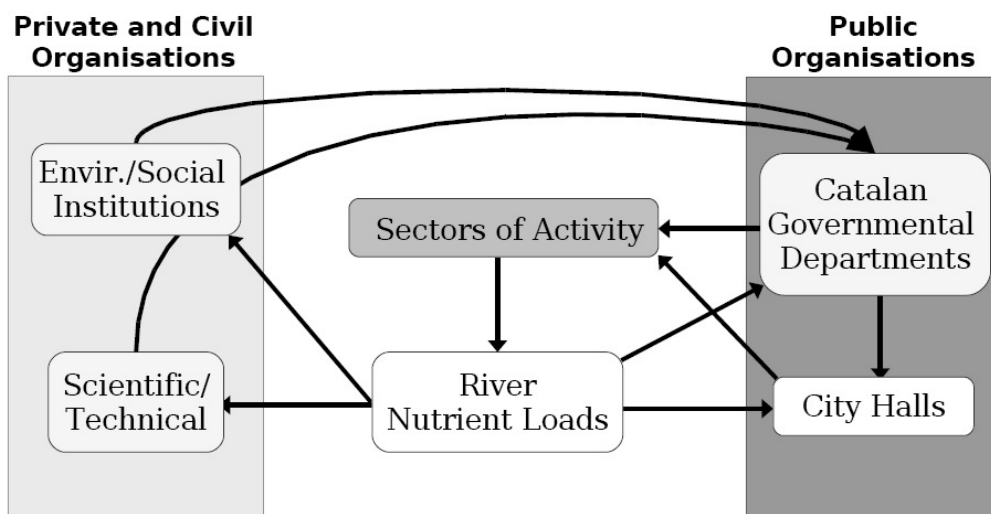 Private and Civil
Organisations
Public
Organisations
Envir./Social
Institutions
Catalan
Governmental
Departments
Sectors of Activity
Scientific/
Technical
River
Nutrient Loads
City Halls